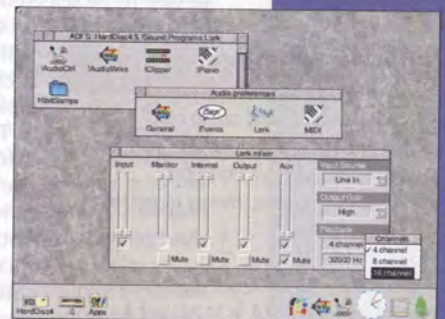 ADFS::HardDisc4.$.Sound.Programs.Lark
!AudioCtrl !AudioWrks !Clipper !Piano
16bitSamps
Audio preferences
General Events Lark MIDI
Lark mixer
Input Monitor Internal Output Aux
Input Source
Line In
Output Gain
High
Playback
4 channel
32000 Hz
Mute Mute Mute Mute
Channels
✓ 4 channel
8 channel
16 channel
HardDisc4 :0 Apps